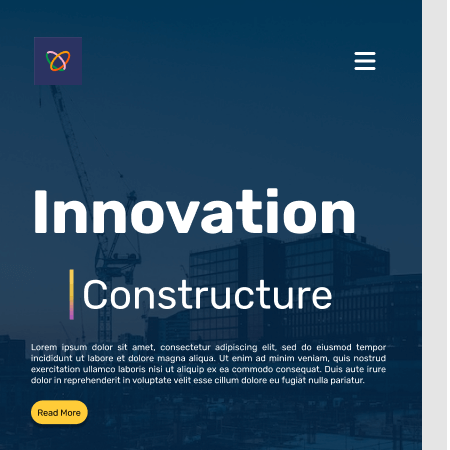 Innovation
Constructure
Lorem ipsum dolor sit amet, consectetur adipiscing elit, sed do eiusmod tempor
incididunt ut labore et dolore magna aliqua. Ut enim ad minim veniam, quis nostrud
exercitation ullamco laboris nisi ut aliquip ex ea commodo consequat. Duis aute irure
dolor in reprehenderit in voluptate velit esse cillum dolore eu fugiat nulla pariatur.
Read More